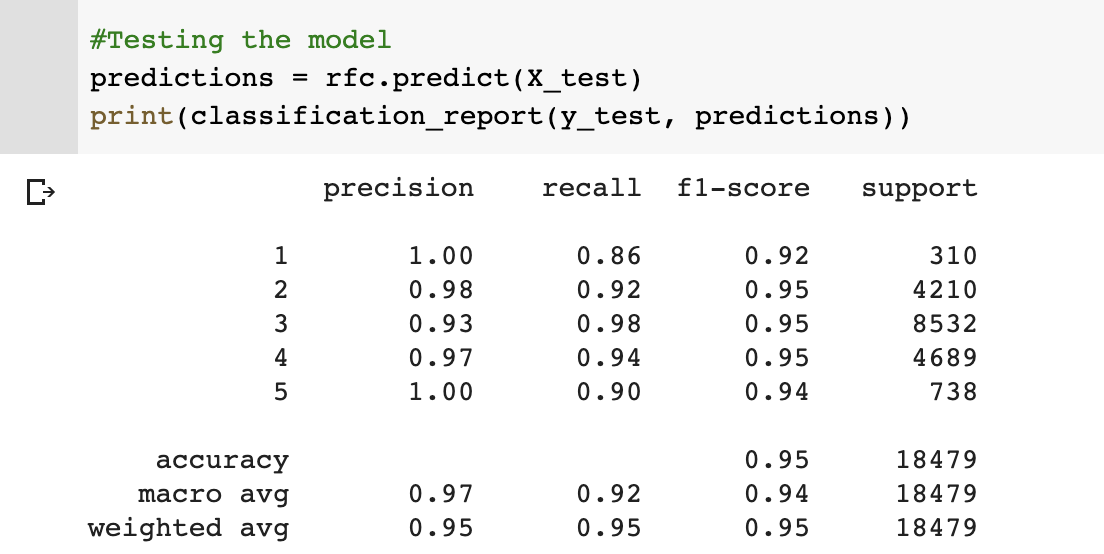 #Testing the model
predictions = rfc.predict(X_test)
print(classification_report(y_test, predictions))
precision recall f1-score support
1 1.00 0.86 0.92 310
2 0.98 0.92 0.95 4210
3 0.93 0.98 0.95 8532
4 0.97 0.94 0.95 4689
5 1.00 0.90 0.94 738
accuracy 0.95 18479
macro avg 0.97 0.92 0.94 18479
weighted avg 0.95 0.95 0.95 18479